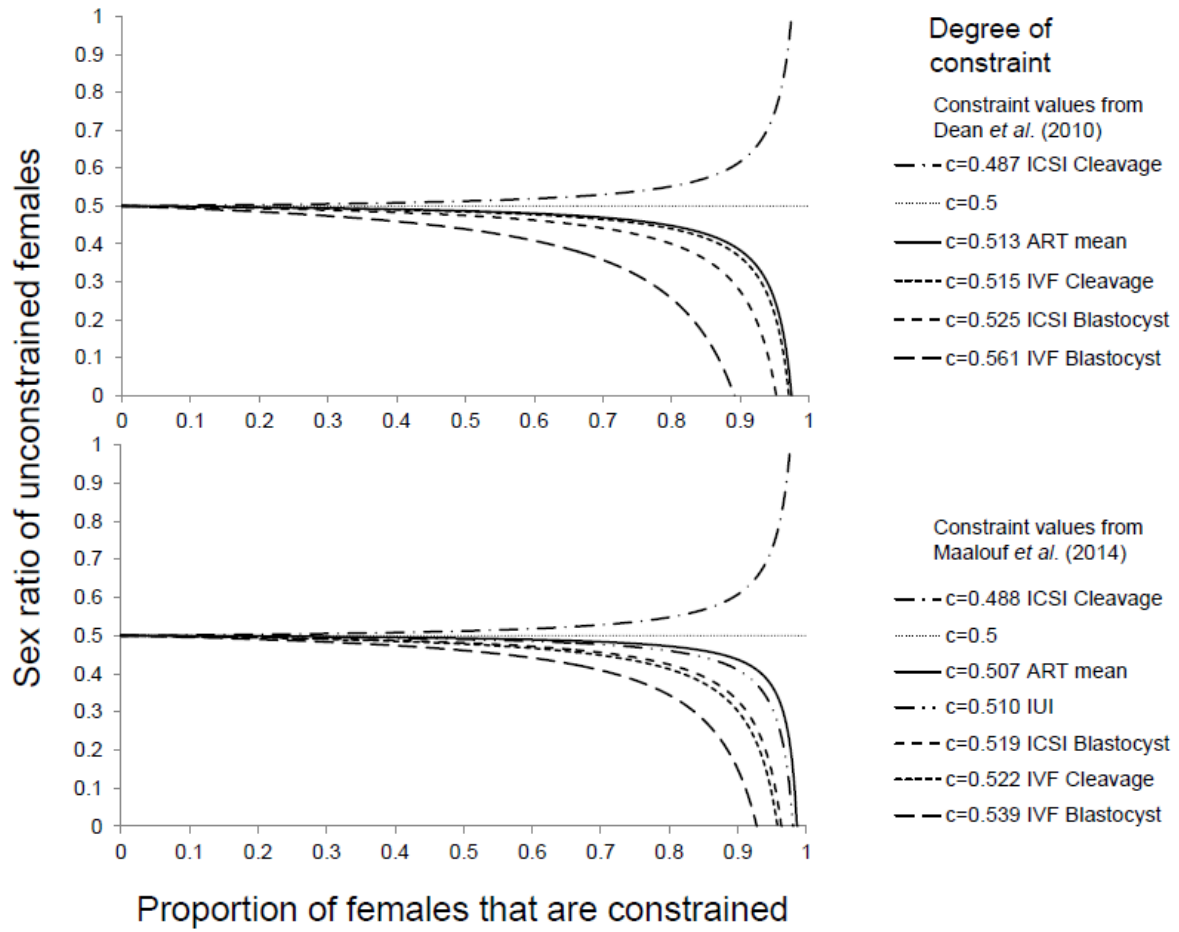 Sex ratio of unconstrained females
1
0.9
0.8
0.7
0.6
0.5
0.4
0.3
0.2
0.1
0
0 0.1 0.2 0.3 0.4 0.5 0.6 0.7 0.8 0.9 1
Degree of
constraint
Constraint values from
Dean et al. (2010)
c=0.487 ICSI Cleavage
c=0.5
c=0.513 ART mean
c=0.515 IVF Cleavage
c=0.525 ICSI Blastocyst
c=0.561 IVF Blastocyst
1
0.9
0.8
0.7
0.6
0.5
0.4
0.3
0.2
0.1
0
0 0.1 0.2 0.3 0.4 0.5 0.6 0.7 0.8 0.9 1
Constraint values from
Maalouf et al. (2014)
c=0.488 ICSI Cleavage
c=0.5
c=0.507 ART mean
c=0.510 IUI
c=0.519 ICSI Blastocyst
c=0.522 IVF Cleavage
c=0.539 IVF Blastocyst
Proportion of females that are constrained